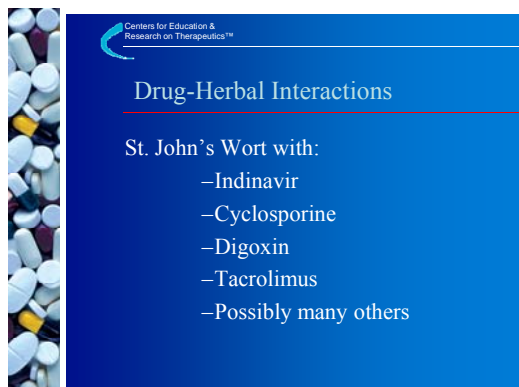 Centers for Education &
Research on Therapeutics™
Drug-Herbal Interactions
St. John’s Wort with:
–Indinavir
–Cyclosporine
–Digoxin
–Tacrolimus
–Possibly many others